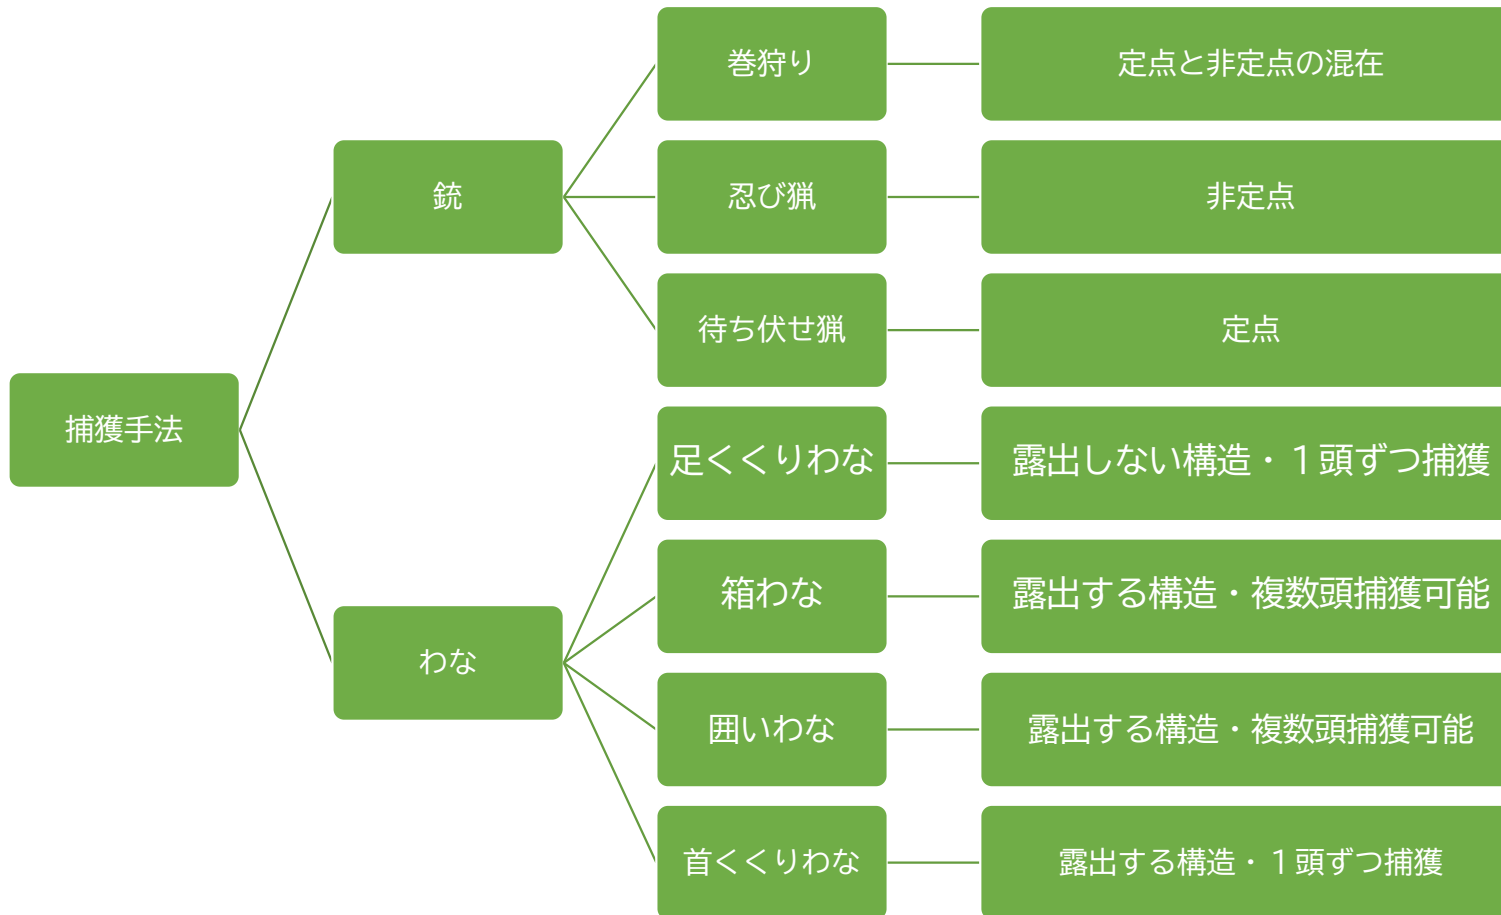 捕獲手法
銃
巻狩り
定点と非定点の混在
忍び猟
非定点
待ち伏せ猟
定点
わな
足くくりわな
露出しない構造・１頭ずつ捕獲
箱わな
露出する構造・複数頭捕獲可能
囲いわな
露出する構造・複数頭捕獲可能
首くくりわな
露出する構造・１頭ずつ捕獲